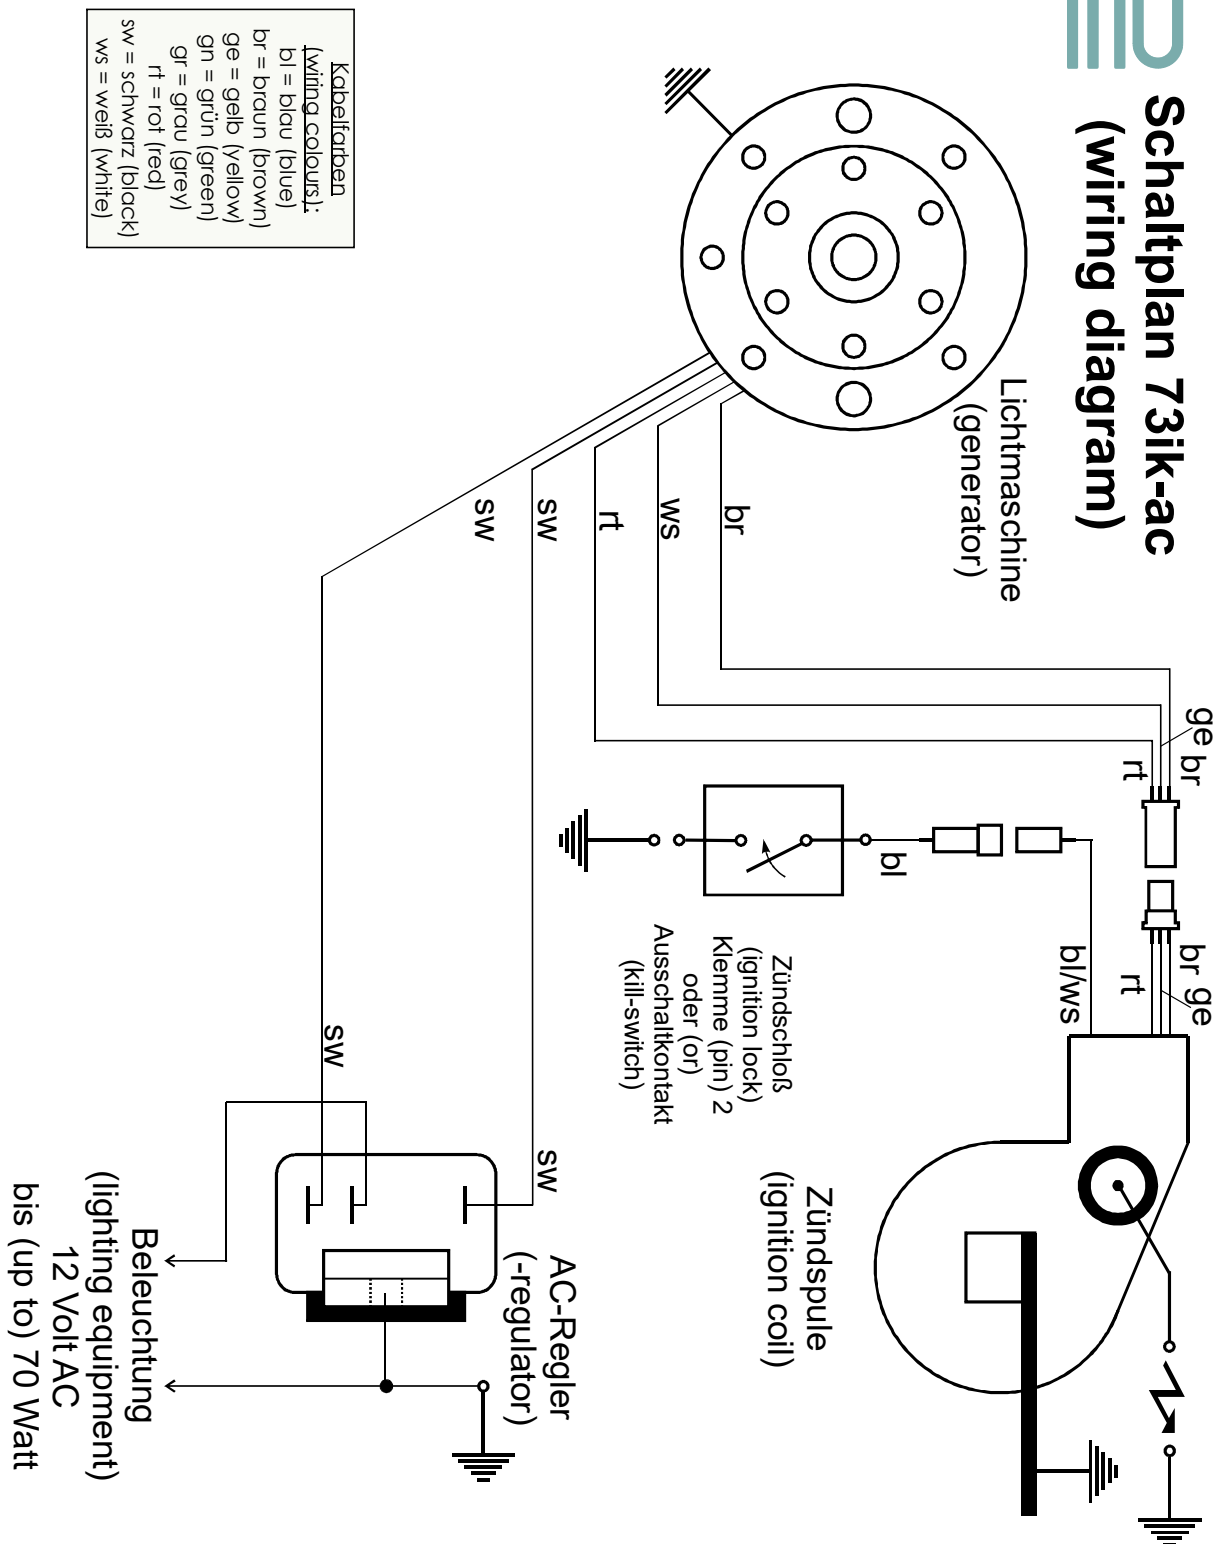 Schaltplan 73ik-ac
(wiring diagram)
Lichtmaschine
(generator)
br
ws
rt
sw
sw
ge
br
rt
br
ge
rt
bl/ws
bl
Zündschloß
(ignition lock)
Klemme (pin) 2
oder (or)
Ausschaltkontakt
(kill-switch)
Zündspule
(ignition coil)
sw
sw
AC-Regler
(-regulator)
Beleuchtung
(lighting equipment)
12 Volt AC
bis (up to) 70 Watt
Kabelfarben
(wiring colours):
bl = blau (blue)
br = braun (brown)
ge = gelb (yellow)
gn = grün (green)
gr = grau (grey)
rt = rot (red)
sw = schwarz (black)
ws = weiß (white)